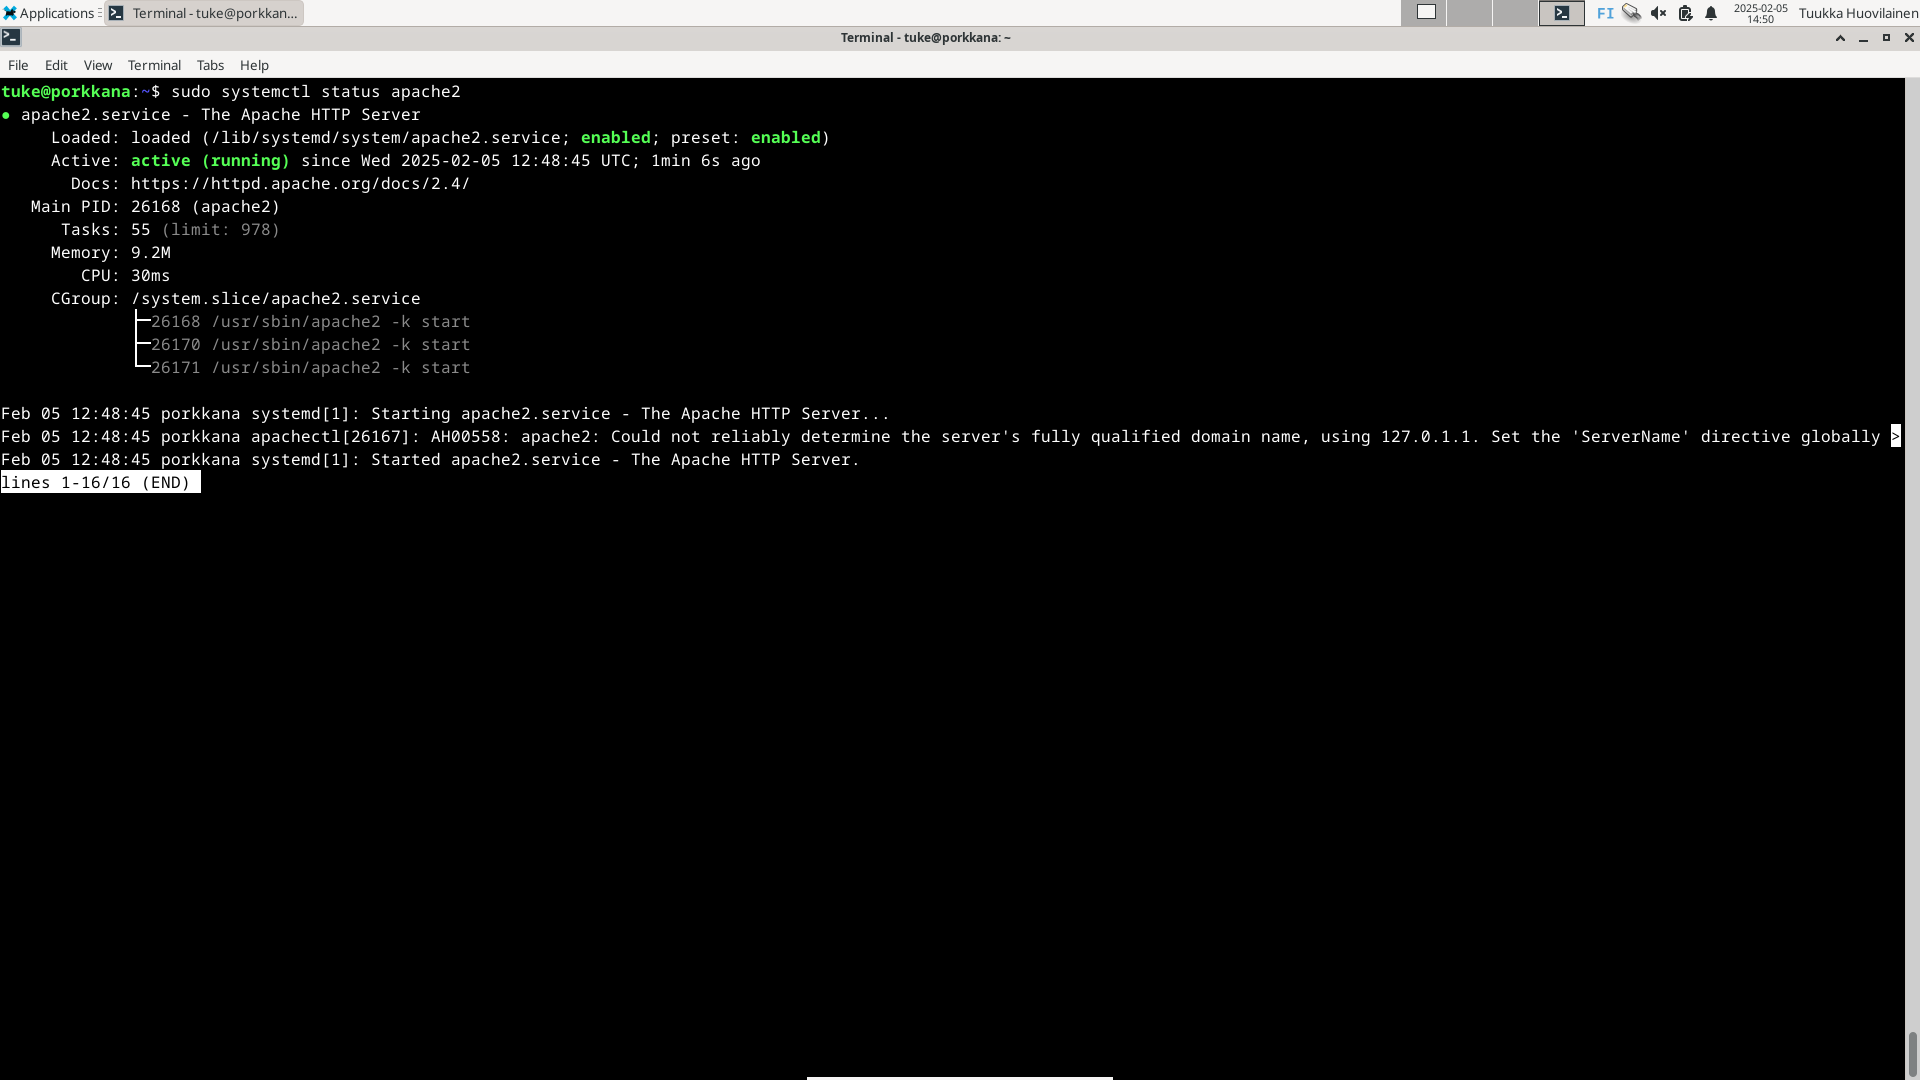 Applications
Terminal - tuke@porkkan...
FI
2025-02-05
14:50
Tuukka Huovilainen
Terminal - tuke@porkkana: ~
File Edit View Terminal Tabs Help
tuke@porkkana:~$ sudo systemctl status apache2
● apache2.service - The Apache HTTP Server
     Loaded: loaded (/lib/systemd/system/apache2.service; enabled; preset: enabled)
     Active: active (running) since Wed 2025-02-05 12:48:45 UTC; 1min 6s ago
       Docs: https://httpd.apache.org/docs/2.4/
   Main PID: 26168 (apache2)
      Tasks: 55 (limit: 978)
     Memory: 9.2M
        CPU: 30ms
     CGroup: /system.slice/apache2.service
             ├─26168 /usr/sbin/apache2 -k start
             ├─26170 /usr/sbin/apache2 -k start
             └─26171 /usr/sbin/apache2 -k start
Feb 05 12:48:45 porkkana systemd[1]: Starting apache2.service - The Apache HTTP Server...
Feb 05 12:48:45 porkkana apachectl[26167]: AH00558: apache2: Could not reliably determine the server's fully qualified domain name, using 127.0.1.1. Set the 'ServerName' directive globally >
Feb 05 12:48:45 porkkana systemd[1]: Started apache2.service - The Apache HTTP Server.
lines 1-16/16 (END)